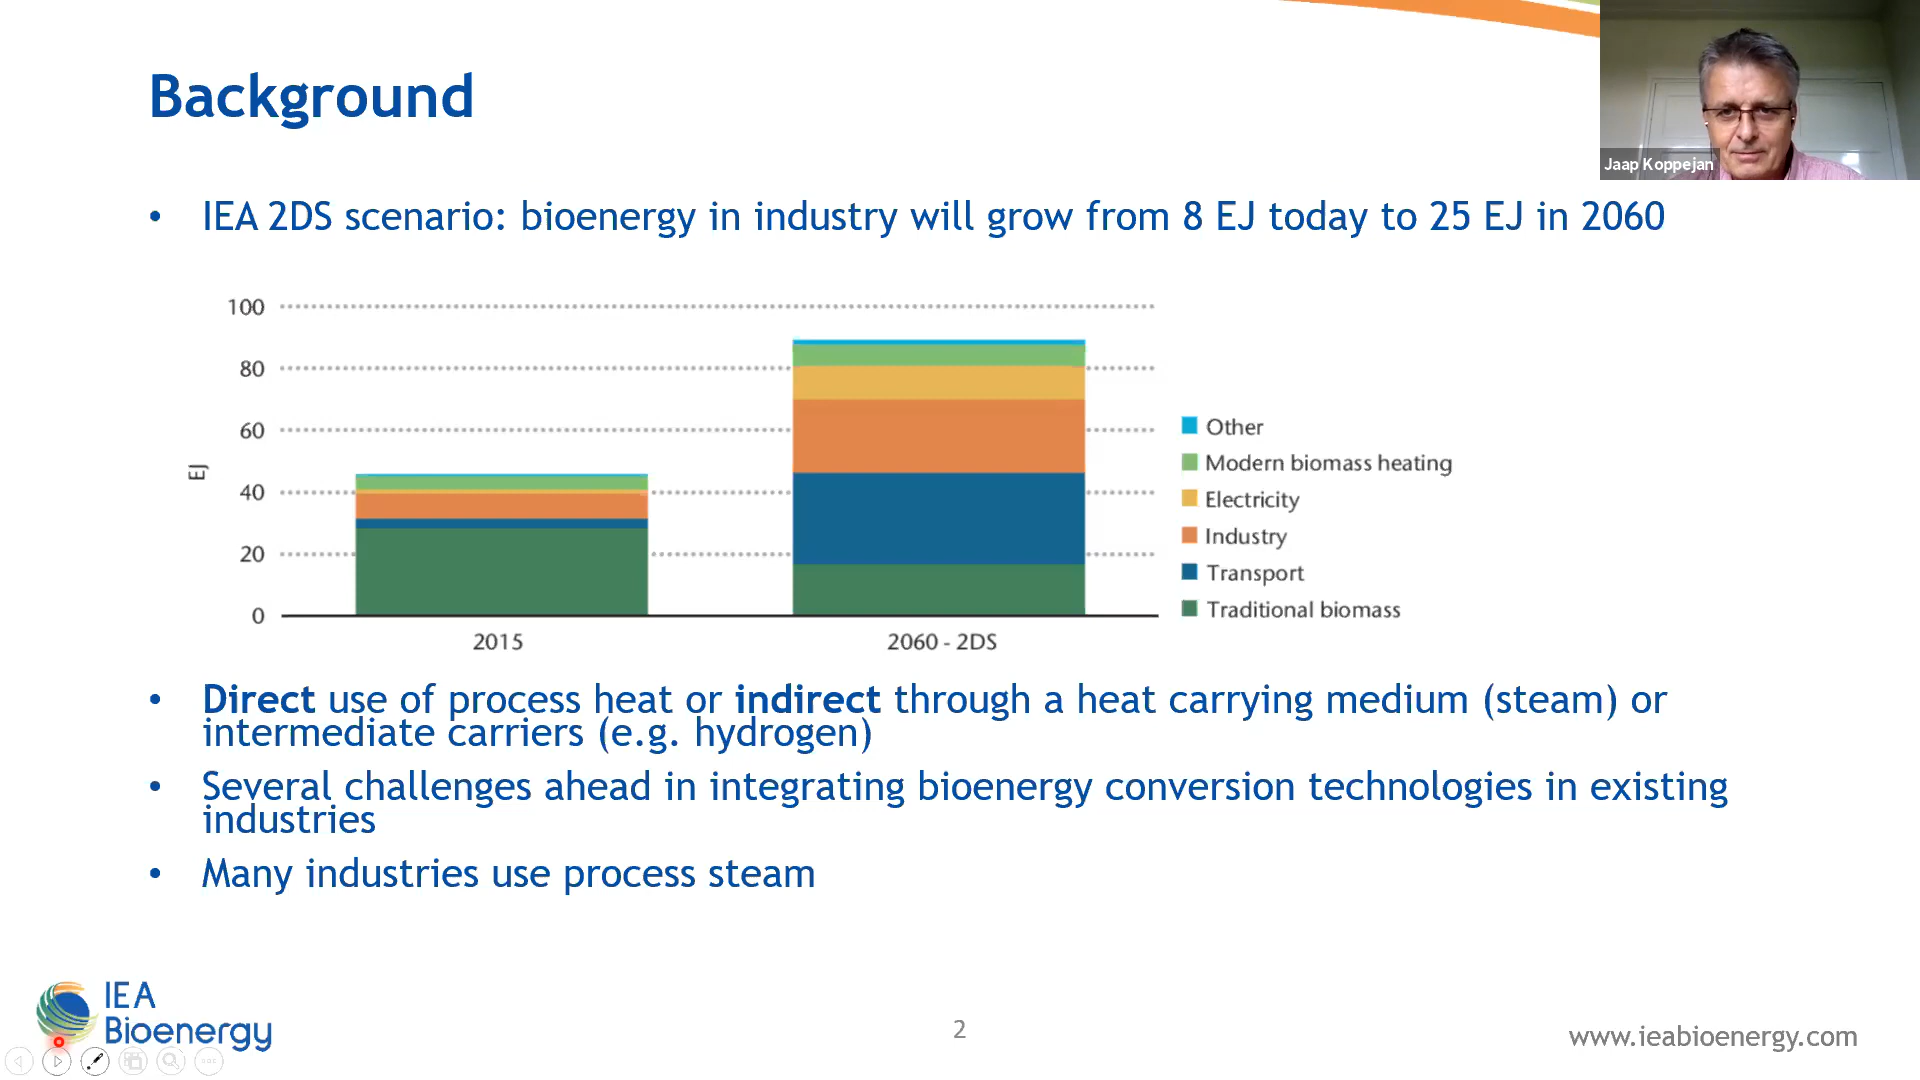 Background
Jaap Koppejan
• IEA 2DS scenario: bioenergy in industry will grow from 8 EJ today to 25 EJ in 2060
100
80
60
40
20
0
EJ
2015
2060 - 2DS
Other
Modern biomass heating
Electricity
Industry
Transport
Traditional biomass
• Direct use of process heat or indirect through a heat carrying medium (steam) or
intermediate carriers (e.g. hydrogen)
• Several challenges ahead in integrating bioenergy conversion technologies in existing
industries
• Many industries use process steam
IEA
Bioenergy
2
www.ieabioenergy.com